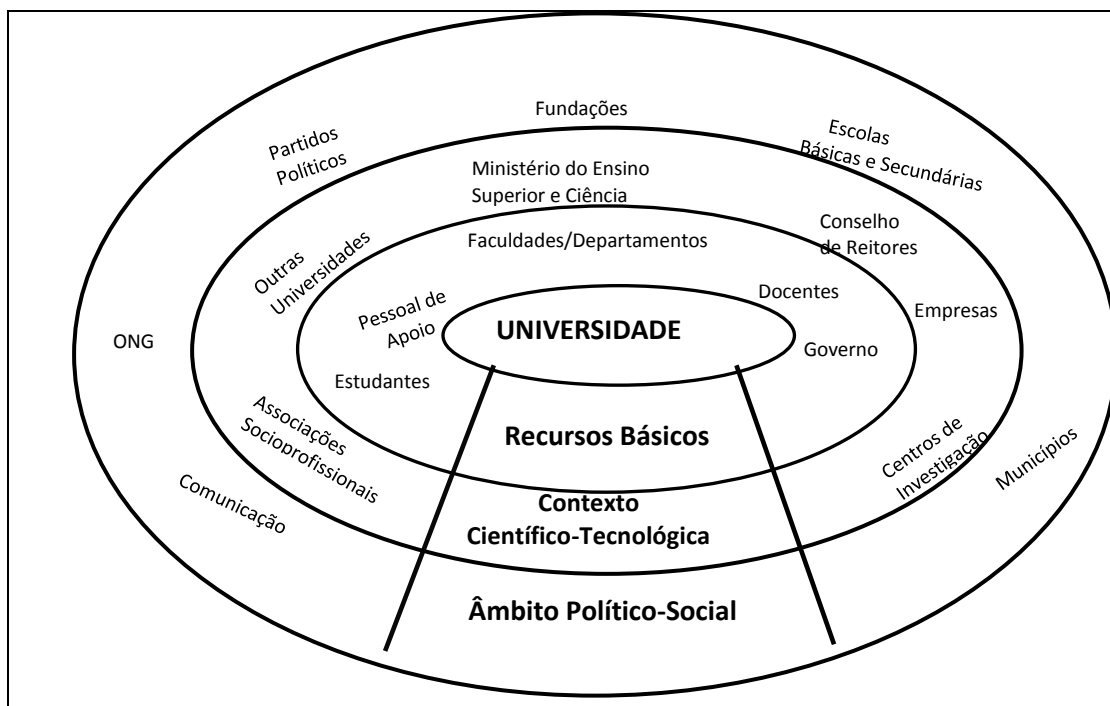 Fundações
Partidos
Políticos
Escolas
Básicas e Secundárias
Ministério do Ensino
Superior e Ciência
Conselho
de Reitores
Outras
Universidades
Faculdades/Departamentos
Docentes
Empresas
Pessoal de
Apoio
UNIVERSIDADE
ONG
Governo
Estudantes
Associações
Socioprofissionais
Recursos Básicos
Centros de
Investigação
Municípios
Comunicação
Contexto
Científico-Tecnológica
Âmbito Político-Social